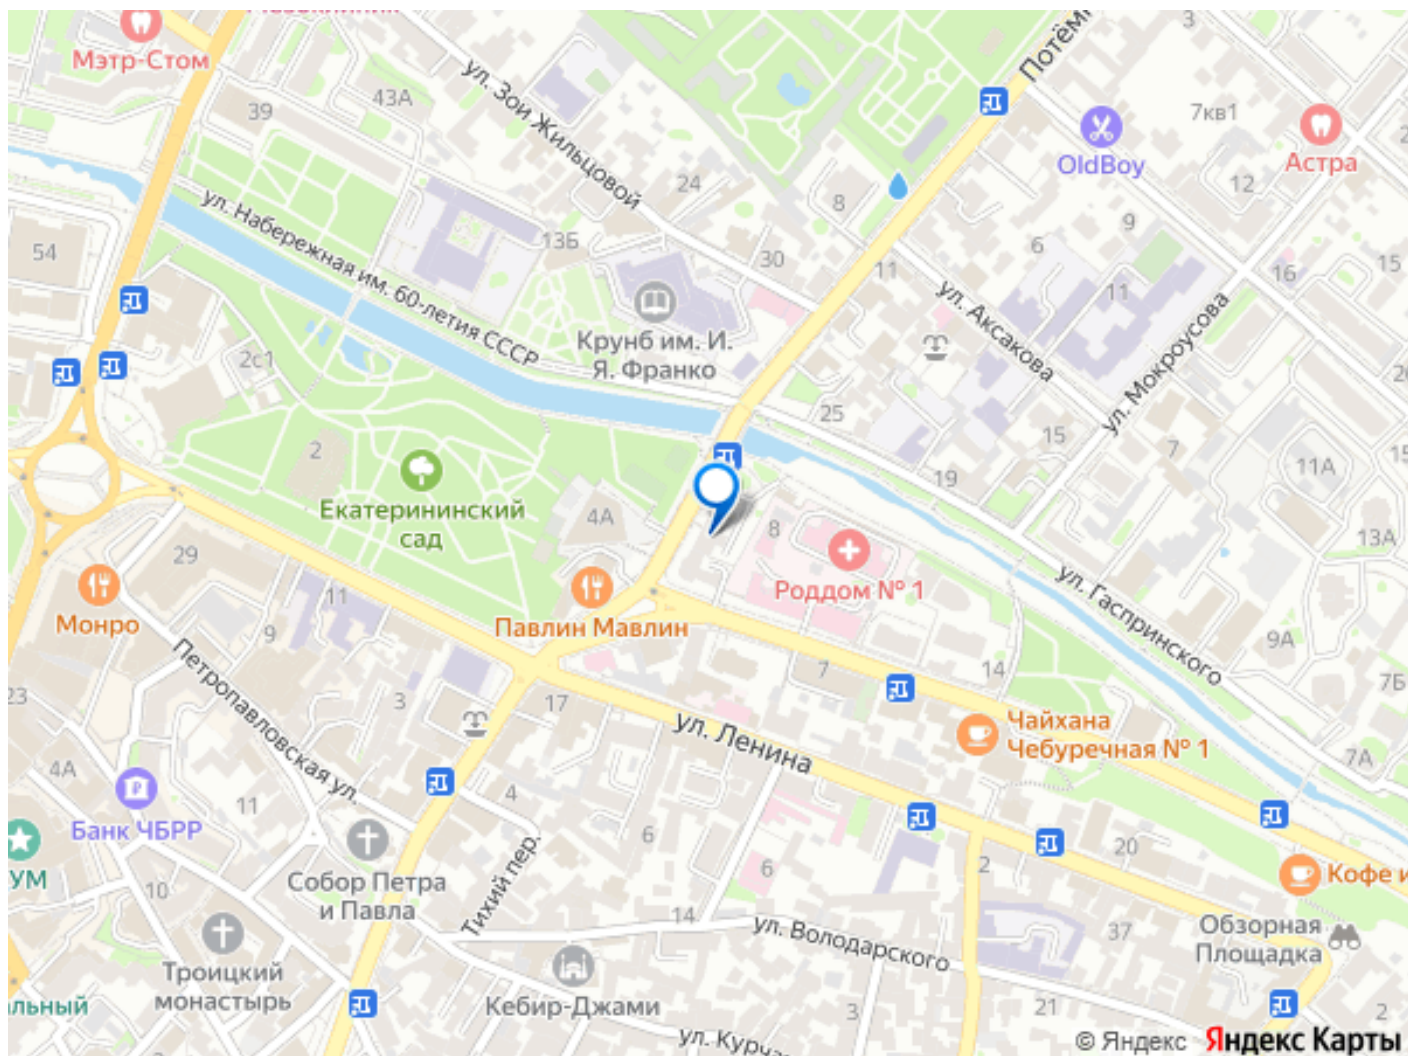 Мэтр-Стом
39
43А
ул. Зои Жильцовой
Потём
3
7кв1
OldBoy
Астра
12
24
8
9
ул. Набережная им. 60-летия СССР
54
13Б
30
6
11
11
16
15
ул. Аксакова
ул. Мокроусова
Крунб им. И.
Я. Франко
2с1
25
15
7
2
Екатерининский
сад
4А
19
11А
15
8
13А
29
Роддом № 1
ул. Гаспринского
Монро
11
9
Павлин Мавлин
9А
7
14
7Б
23
Петропавловская ул.
3
17
ул. Ленина
Чайхана
Чебуречная № 1
7А
4А
11
4
Банк ЧБРР
6
20
УМ
6
2
Кофе и
Собор Петра
и Павла
10
Тихий пер.
14
ул. Володарского
37
Обзорная
Площадка
Троицкий
монастырь
альный
Кебир-Джами
3
21
2
ул. Курча
© Яндекс Яндекс Карты